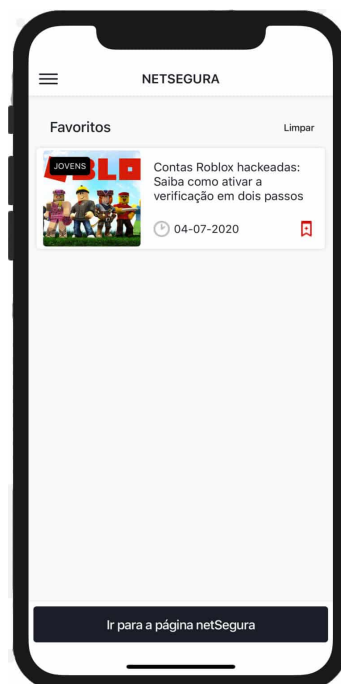 NETSEGURA
Favoritos
Limpar
JOVENS
BLO
Contas Roblox hackeadas:
Saiba como ativar a
verificação em dois passos
04-07-2020
Ir para a página netSegura